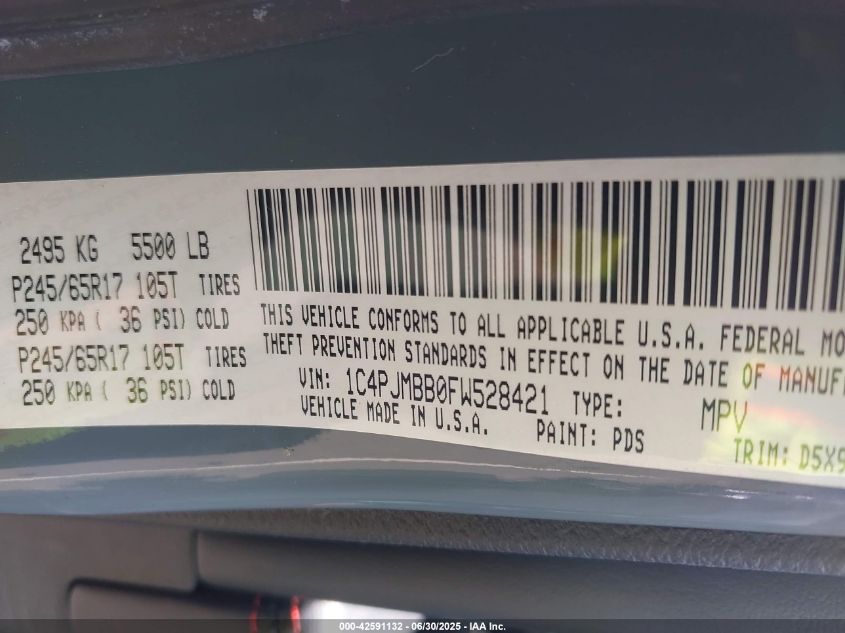 2495 KG 5500 LB
P245/65R17 105T TIRES
250 KPA ( 36 PSI) COLD
P245/65R17 105T TIRES
250 KPA ( 36 PSI) COLD
THIS VEHICLE CONFORMS TO ALL APPLICABLE U.S.A. FEDERAL MO
THEFT PREVENTION STANDARDS IN EFFECT ON THE DATE OF MANUF
VIN: 1C4PJMBB0FW528421 TYPE: MPV
VEHICLE MADE IN U.S.A. PAINT: PDS TRIM: D5X9
000-42591132 - 06/30/2025 - IAA Inc.